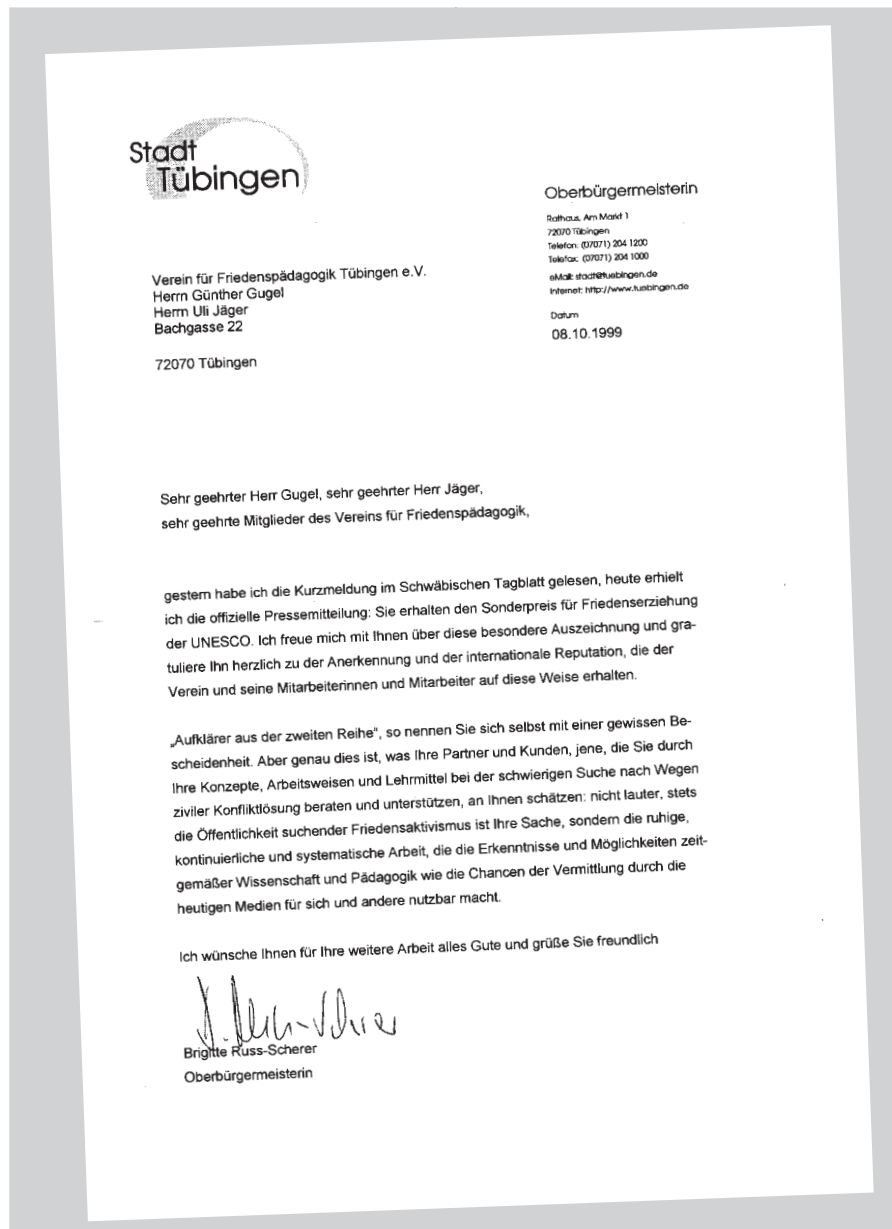 Stadt
Tübingen
Oberbürgermeisterin
Rathaus, Am Markt 1
72070 Tübingen
Telefon: (07071) 204 1200
Telefax: (07071) 204 1000
eMail: stadt@tuebingen.de
Internet: http://www.tuebingen.de
Datum
08.10.1999
Verein für Friedenspädagogik Tübingen e.V.
Herrn Günther Gugel
Herrn Uli Jäger
Bachgasse 22
72070 Tübingen
Sehr geehrter Herr Gugel, sehr geehrter Herr Jäger,
sehr geehrte Mitglieder des Vereins für Friedenspädagogik,
gestern habe ich die Kurzmeldung im Schwäbischen Tagblatt gelesen, heute erhielt
ich die offizielle Pressemitteilung: Sie erhalten den Sonderpreis für Friedenserziehung
der UNESCO. Ich freue mich mit Ihnen über diese besondere Auszeichnung und gra-
tuliere Ihn herzlich zu der Anerkennung und der internationale Reputation, die der
Verein und seine Mitarbeiterinnen und Mitarbeiter auf diese Weise erhalten.
„Aufklärer aus der zweiten Reihe", so nennen Sie sich selbst mit einer gewissen Be-
scheidenheit. Aber genau dies ist, was Ihre Partner und Kunden, jene, die Sie durch
Ihre Konzepte, Arbeitsweisen und Lehrmittel bei der schwierigen Suche nach Wegen
ziviler Konfliktlösung beraten und unterstützen, an Ihnen schätzen: nicht lauter, stets
die Öffentlichkeit suchender Friedensaktivismus ist Ihre Sache, sondern die ruhige,
kontinuierliche und systematische Arbeit, die die Erkenntnisse und Möglichkeiten zeit-
gemäßer Wissenschaft und Pädagogik wie die Chancen der Vermittlung durch die
heutigen Medien für sich und andere nutzbar macht.
Ich wünsche Ihnen für Ihre weitere Arbeit alles Gute und grüße Sie freundlich
Brigitte Russ-Scherer
Oberbürgermeisterin